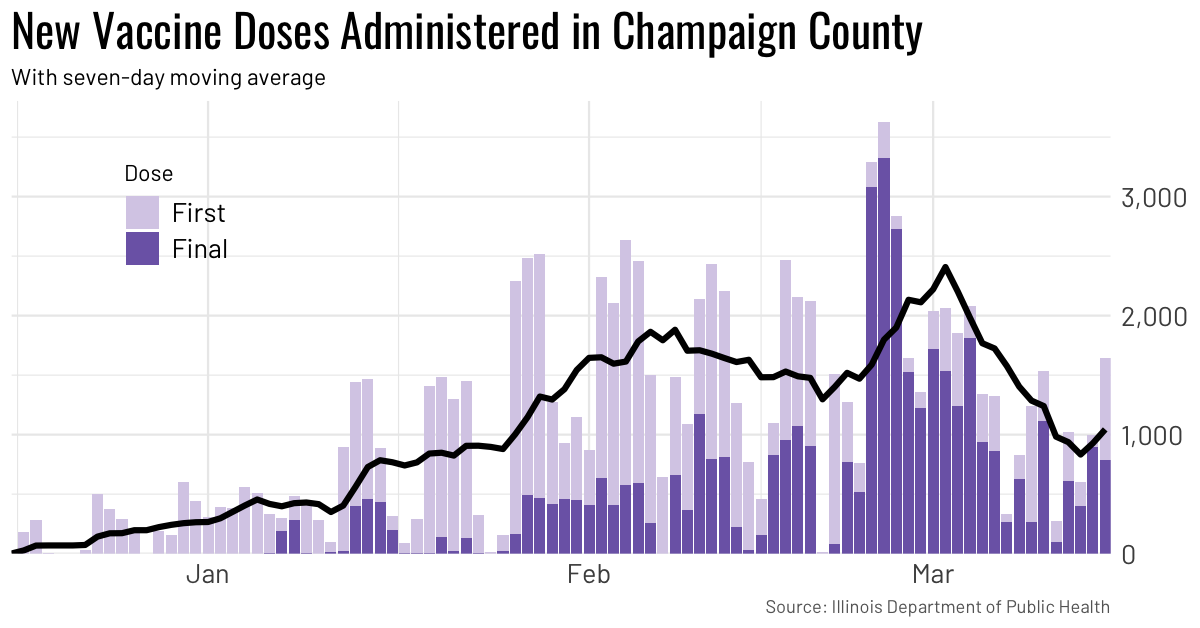 New Vaccine Doses Administered in Champaign County
With seven-day moving average
Dose
First
Final
3,000
2,000
1,000
0
Jan
Feb
Mar
Source: Illinois Department of Public Health